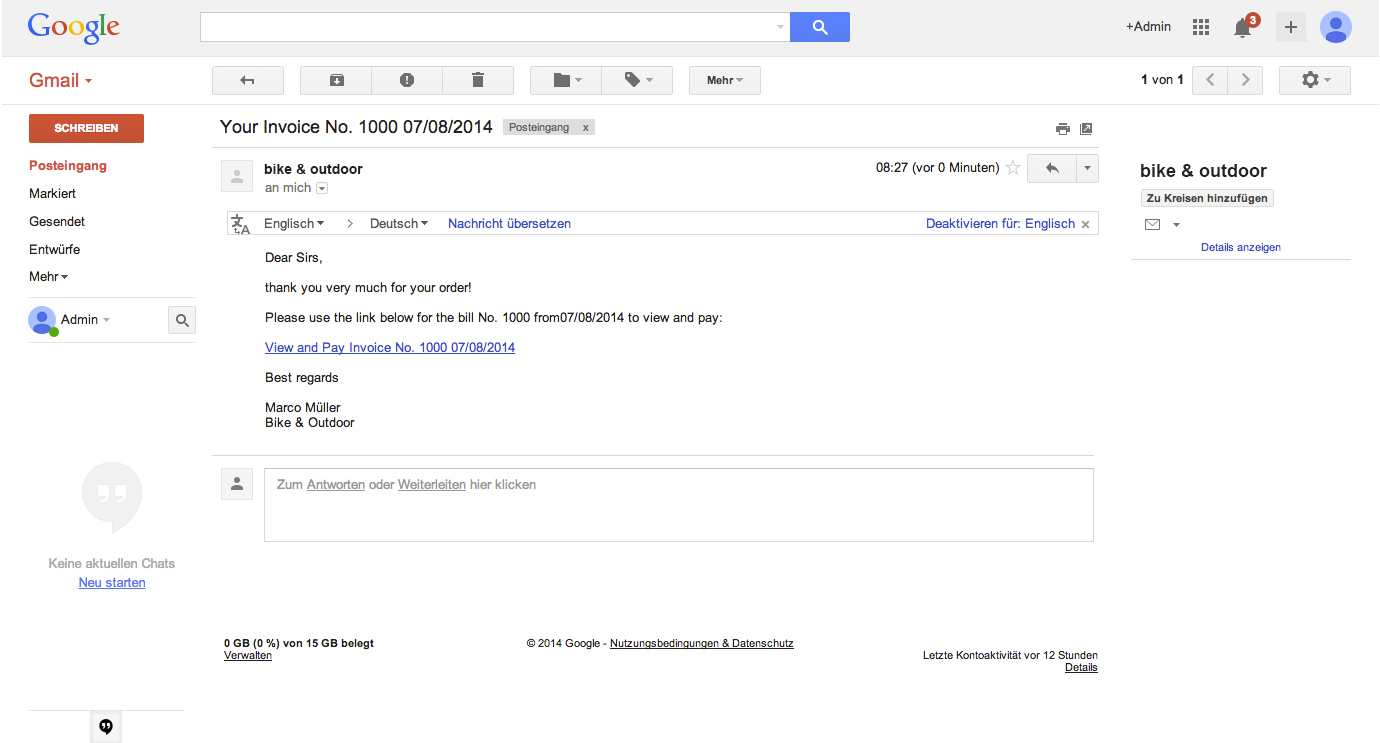 Google
+Admin
3
Gmail
Mehr
1 von 1
SCHREIBEN
Posteingang
Markiert
Gesendet
Entwürfe
Mehr
Admin
Keine aktuellen Chats
Neu starten
Your Invoice No. 1000 07/08/2014 Posteingang x
bike & outdoor
08:27 (vor 0 Minuten)
an mich
Englisch > Deutsch Nachricht übersetzen Deaktivieren für: Englisch x
Dear Sirs,
thank you very much for your order!
Please use the link below for the bill No. 1000 from07/08/2014 to view and pay:
View and Pay Invoice No. 1000 07/08/2014
Best regards
Marco Müller
Bike & Outdoor
Zum Antworten oder Weiterleiten hier klicken
bike & outdoor
Zu Kreisen hinzufügen
Details anzeigen
0 GB (0 %) von 15 GB belegt
Verwalten
© 2014 Google - Nutzungsbedingungen & Datenschutz
Letzte Kontoaktivität vor 12 Stunden
Details